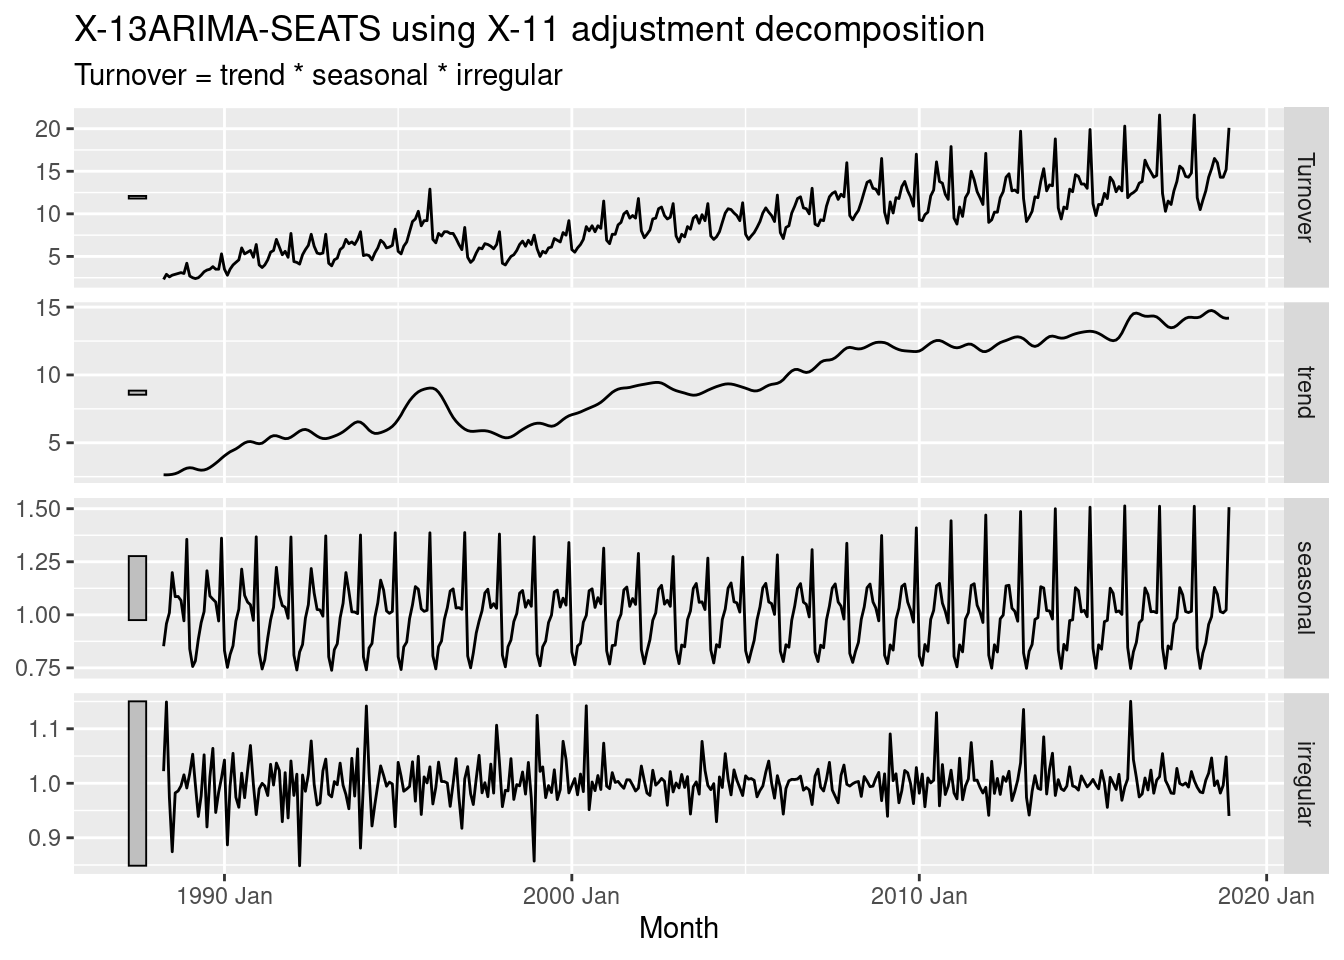 X-13ARIMA-SEATS using X-11 adjustment decomposition
Turnover = trend * seasonal * irregular
20
15
10
5
Turnover
15
10
5
trend
1.50
1.25
1.00
0.75
seasonal
1.1
1.0
0.9
irregular
1990 Jan 2000 Jan 2010 Jan 2020 Jan
Month